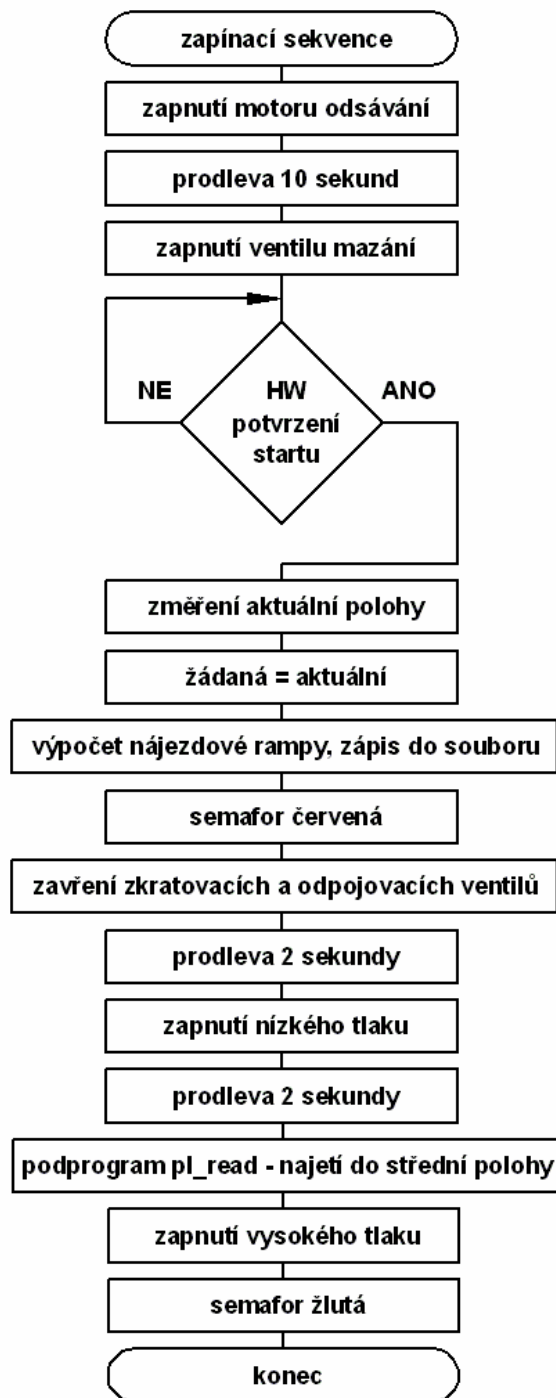 zapínací sekvence
zapnutí motoru odsávání
prodleva 10 sekund
zapnutí ventilu mazání
NE
HW
ANO
potvrzení
startu
změření aktuální polohy
žádaná = aktuální
výpočet nájezdové rampy, zápis do souboru
semafor červená
zavření zkratovacích a odpojovacích ventilů
prodleva 2 sekundy
zapnutí nízkého tlaku
prodleva 2 sekundy
podprogram pl_read - najetí do střední polohy
zapnutí vysokého tlaku
semafor žlutá
konec